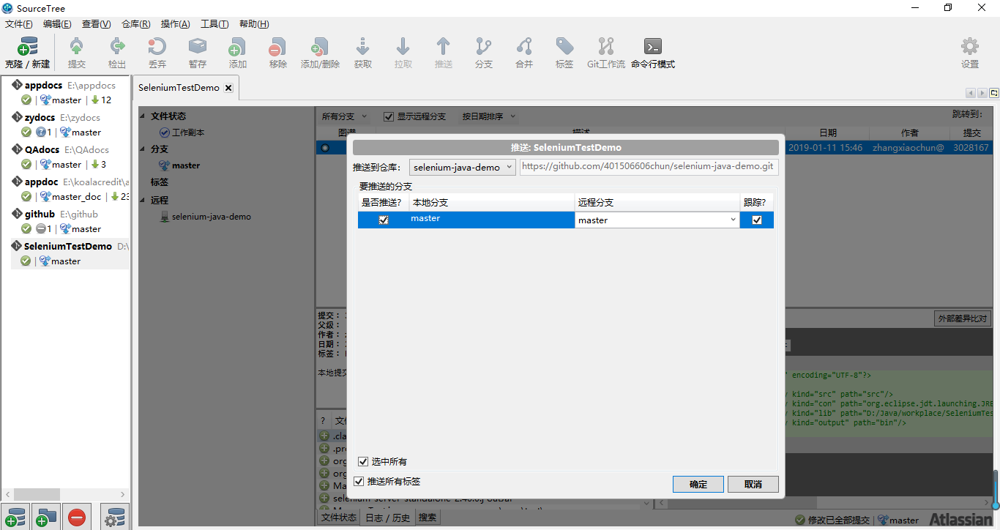 SourceTree
文件(F) 编辑(E) 查看(V) 仓库(R) 操作(A) 工具(T) 帮助(H)
克隆 / 新建 提交 检出 丢弃 暂存 添加 移除 添加/删除 获取 拉取 推送 分支 合并 标签 Git工作流 命令行模式 设置
appdocs E:\appdocs
master 12
zydocs E:\zydocs
1 master
QAdocs E:\QAdocs
master 3
appdoc E:\koalacredit\a
master_doc 23
github E:\github
1 master
SeleniumTestDemo D:\
master
SeleniumTestDemo
文件状态
工作副本
分支
master
标签
远程
selenium-java-demo
所有分支 显示远程分支 按日期排序 跳转到:
图谱 描述 日期 作者 提交
2019-01-11 15:46 zhangxiaochun@ 3028167
推送: SeleniumTestDemo
推送到仓库: selenium-java-demo https://github.com/401506606chun/selenium-java-demo.git
要推送的分支
是否推送? 本地分支 远程分支 跟踪?
master master
选中所有
推送所有标签
确定 取消
提交:
父级:
作者:
日期:
标签:
本地提交
外部差异比对
" encoding="UTF-8"?>
kind="src" path="src"/>
kind="con" path="org.eclipse.jdt.launching.JRE
kind="lib" path="D:/Java/workplace/SeleniumTes
kind="output" path="bin"/>
? 文件
.cla
.pro
org
org
Ma
文件状态 日志 / 历史 搜索
修改已全部提交 master Atlassian